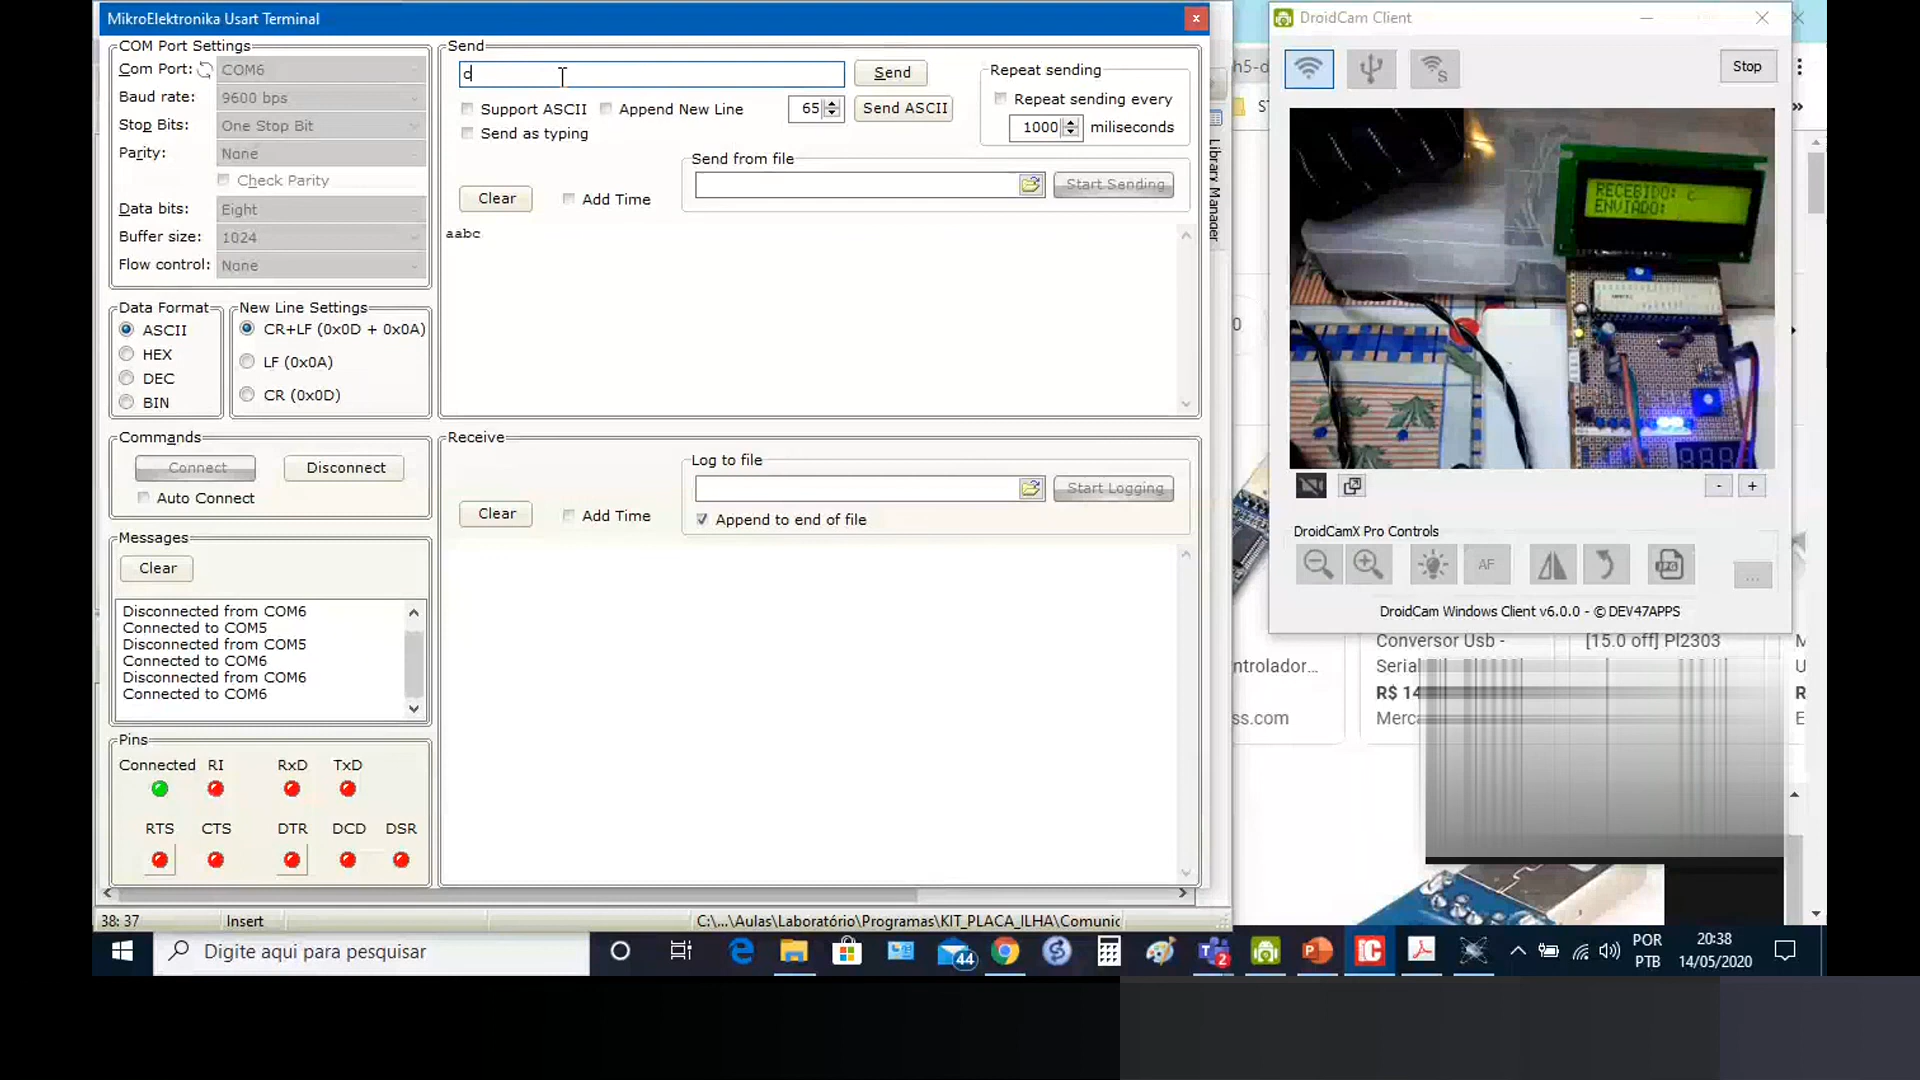 MikroElektronika Usart Terminal
COM Port Settings
Com Port: COM6
Baud rate: 9600 bps
Stop Bits: One Stop Bit
Parity: None
Check Parity
Data bits: Eight
Buffer size: 1024
Flow control: None
Data Format
ASCII
HEX
DEC
BIN
New Line Settings
CR+LF (0x0D + 0x0A)
LF (0x0A)
CR (0x0D)
Commands
Connect Disconnect
Auto Connect
Messages
Clear
Disconnected from COM6
Connected to COM5
Disconnected from COM5
Connected to COM6
Disconnected from COM6
Connected to COM6
Pins
Connected RI RxD TxD
RTS CTS DTR DCD DSR
Send
c
Send
Support ASCII Append New Line 65 Send ASCII
Send as typing
Repeat sending
Repeat sending every
1000 miliseconds
Send from file
Start Sending
Clear Add Time
aabc
Receive
Log to file
Start Logging
Append to end of file
Clear Add Time
38: 37 Insert C:\...\Aulas\Laboratório\Programas\KIT_PLACA_ILHA\Comunic
Library Manager
DroidCam Client
Stop
RECEBIDO: c
ENVIADO:
- +
DroidCamX Pro Controls
AF
...
DroidCam Windows Client v6.0.0 - © DEV47APPS
Conversor Usb - [15.0 off] Pl2303
ntrolador... Serial
R$ 14
ss.com Merca
Digite aqui para pesquisar
44
2
POR
PTB
20:38
14/05/2020